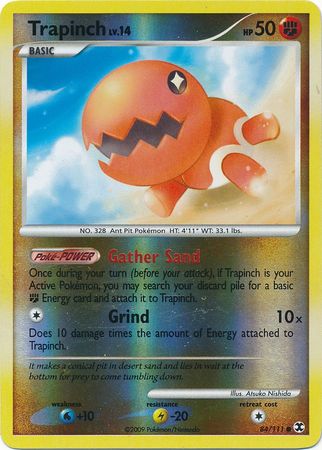 Trapinch LV.14 HP 50
BASIC
NO. 328 Ant Pit Pokémon HT: 4'11" WT: 33.1 lbs.
Poké-POWER Gather Sand
Once during your turn (before your attack), if Trapinch is your
Active Pokémon, you may search your discard pile for a basic
Energy card and attach it to Trapinch.
Grind 10x
Does 10 damage times the amount of Energy attached to
Trapinch.
It makes a conical pit in desert sand and lies in wait at the
bottom for prey to come tumbling down.
Illus. Atsuko Nishida
weakness resistance retreat cost
+10 -20
©2009 Pokémon/Nintendo 84/111